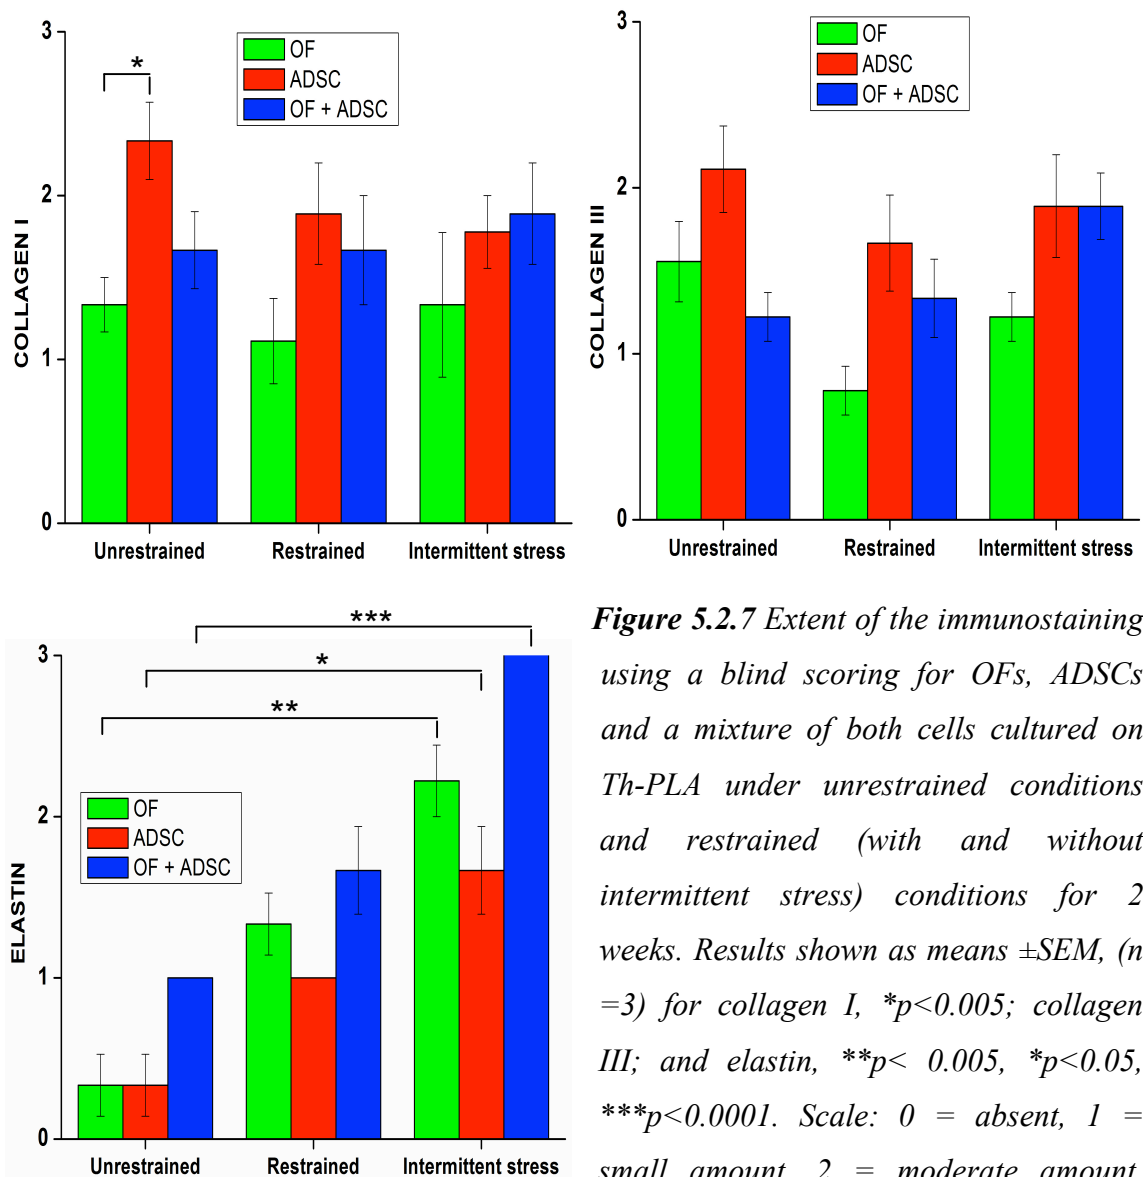 3
2
1
0
COLLAGEN I
*
OF
ADSC
OF + ADSC
Unrestrained
Restrained
Intermittent stress
3
2
1
0
COLLAGEN III
OF
ADSC
OF + ADSC
Unrestrained
Restrained
Intermittent stress
3
2
1
0
ELASTIN
***
*
**
OF
ADSC
OF + ADSC
Unrestrained
Restrained
Intermittent stress
Figure 5.2.7 Extent of the immunostaining
using a blind scoring for OFs, ADSCs
and a mixture of both cells cultured on
Th-PLA under unrestrained conditions
and restrained (with and without
intermittent stress) conditions for 2
weeks. Results shown as means ±SEM, (n
=3) for collagen I, *p<0.005; collagen
III; and elastin, **p< 0.005, *p<0.05,
***p<0.0001. Scale: 0 = absent, 1 =
small amount, 2 = moderate amount,